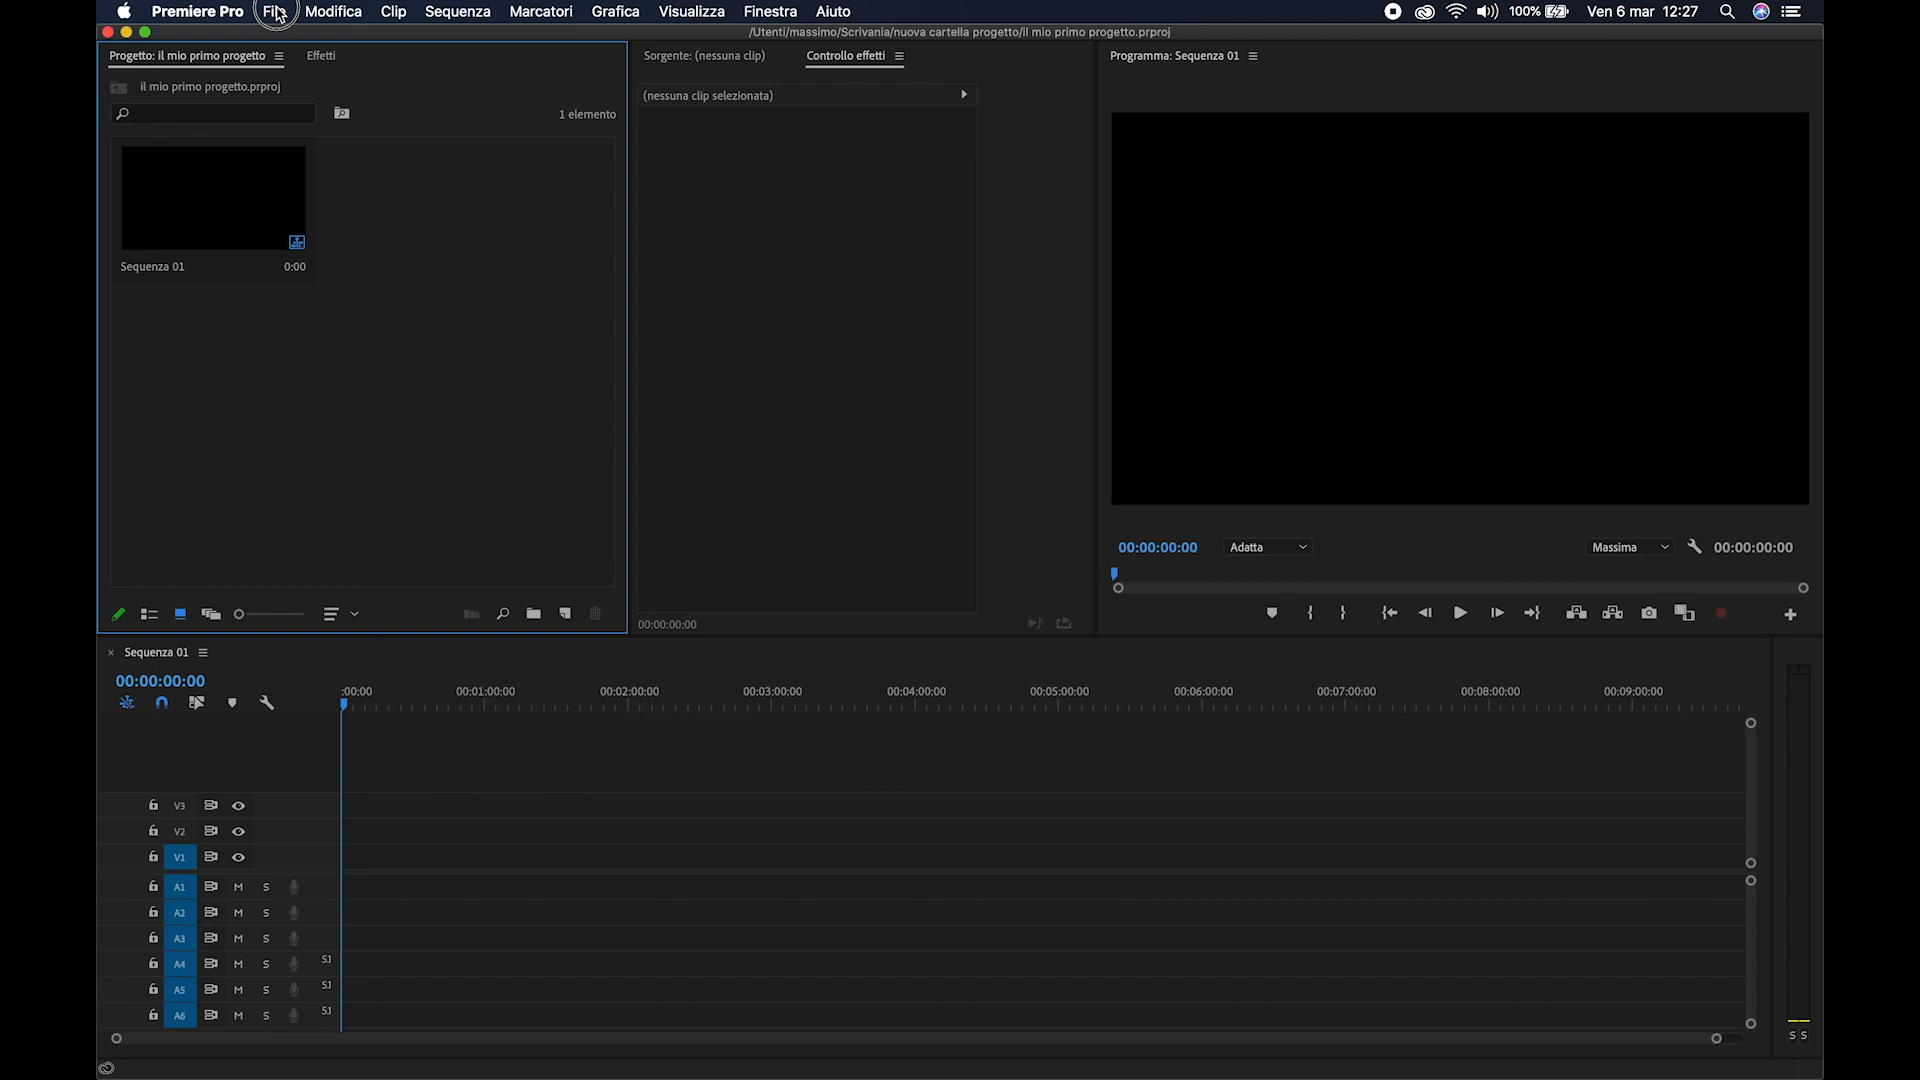 Premiere Pro File Modifica Clip Sequenza Marcatori Grafica Visualizza Finestra Aiuto 100% Ven 6 mar 12:27
/Utenti/massimo/Scrivania/nuova cartella progetto/il mio primo progetto.prproj
Progetto: il mio primo progetto Effetti Sorgente: (nessuna clip) Controllo effetti Programma: Sequenza 01
il mio primo progetto.prproj
(nessuna clip selezionata)
1 elemento
Sequenza 01 0:00
00:00:00:00 Adatta Massima 00:00:00:00
00:00:00:00
Sequenza 01
00:00:00:00
:00:00 00:01:00:00 00:02:00:00 00:03:00:00 00:04:00:00 00:05:00:00 00:06:00:00 00:07:00:00 00:08:00:00 00:09:00:00
V3
V2
V1
A1 M S
A2 M S
A3 M S
A4 M S 5.1
A5 M S 5.1
A6 M S 5.1
S S